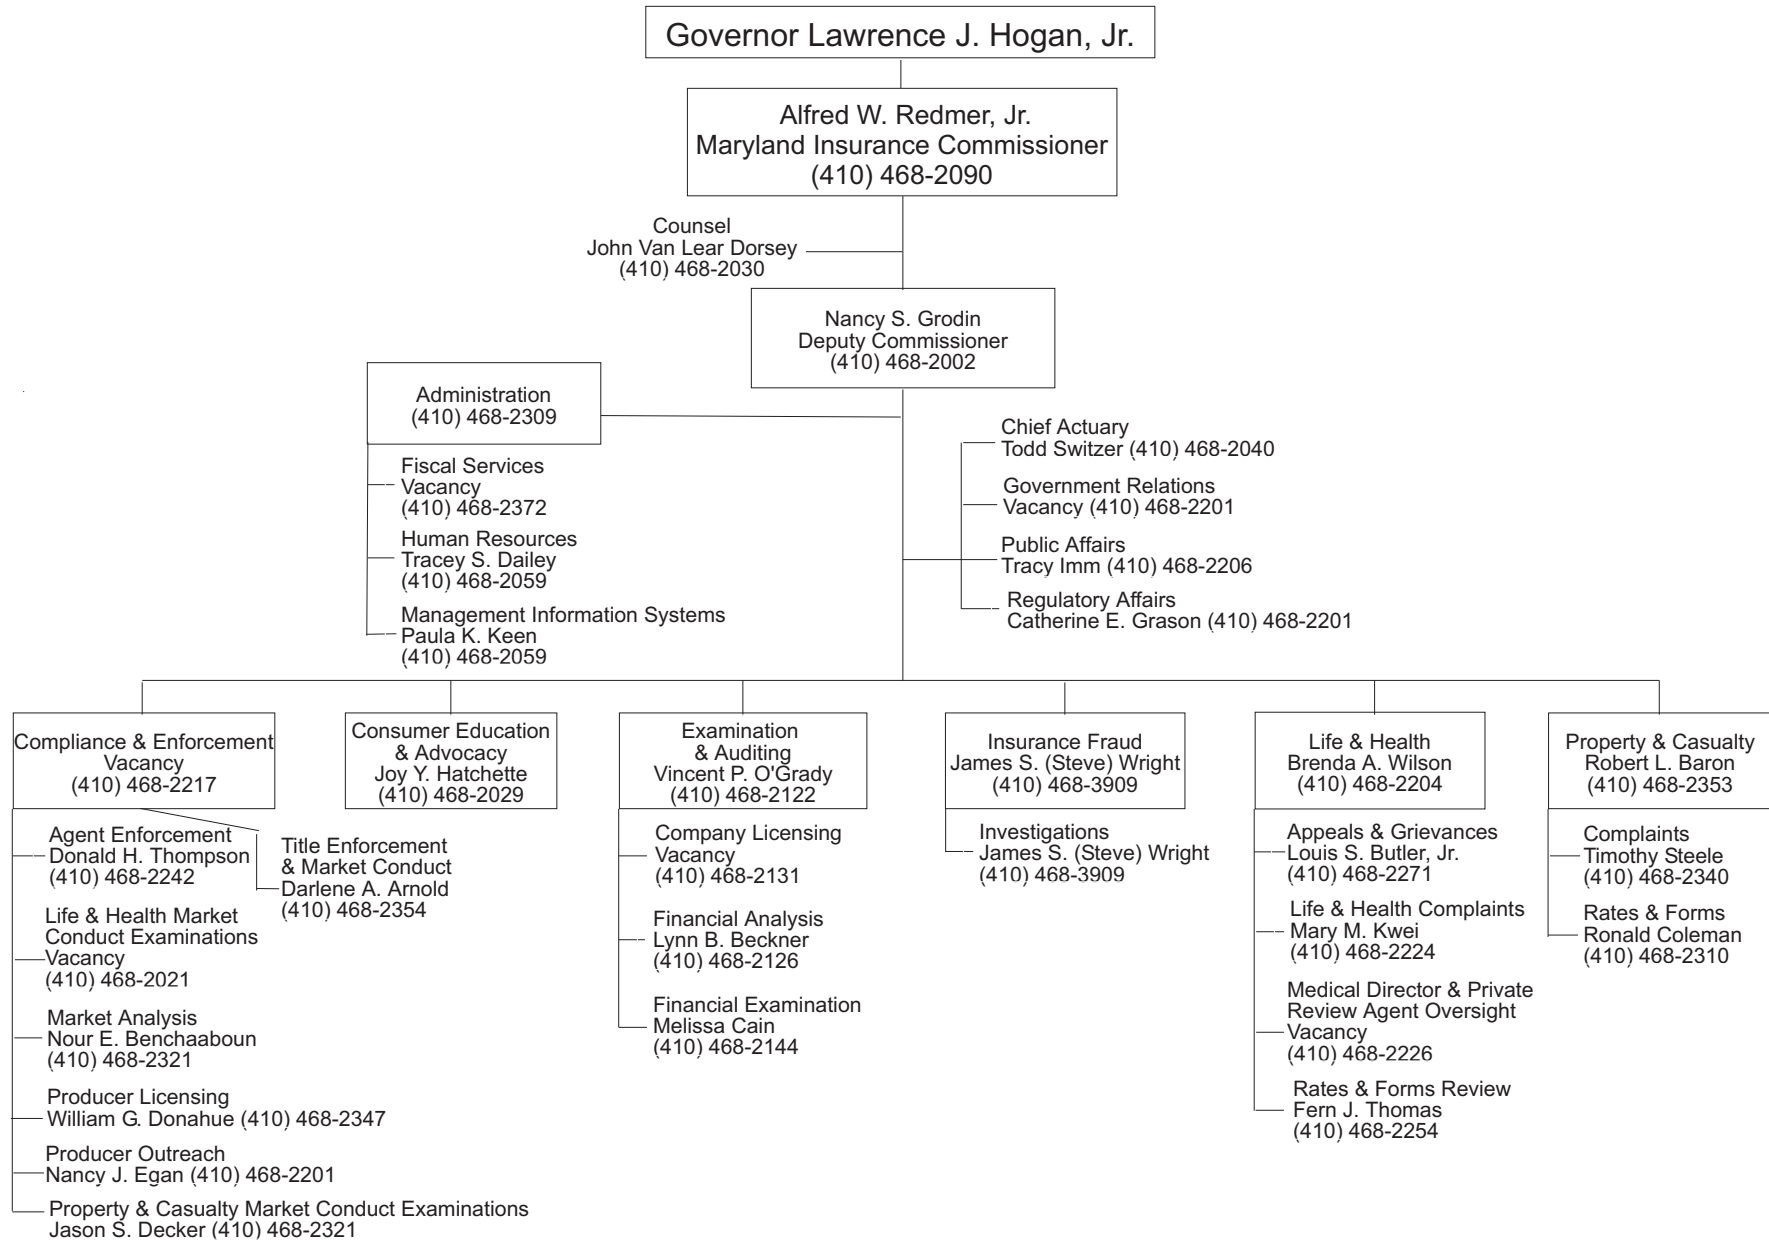 Governor Lawrence J. Hogan, Jr.
Alfred W. Redmer, Jr.
Maryland Insurance Commissioner
(410) 468-2090
Counsel
John Van Lear Dorsey
(410) 468-2030
Nancy S. Grodin
Deputy Commissioner
(410) 468-2002
Administration
(410) 468-2309
Fiscal Services
Vacancy
(410) 468-2372
Human Resources
Tracey S. Dailey
(410) 468-2059
Management Information Systems
Paula K. Keen
(410) 468-2059
Chief Actuary
Todd Switzer (410) 468-2040
Government Relations
Vacancy (410) 468-2201
Public Affairs
Tracy Imm (410) 468-2206
Regulatory Affairs
Catherine E. Grason (410) 468-2201
Compliance & Enforcement
Vacancy
(410) 468-2217
Agent Enforcement
Donald H. Thompson
(410) 468-2242
Title Enforcement
& Market Conduct
Darlene A. Arnold
(410) 468-2354
Life & Health Market
Conduct Examinations
Vacancy
(410) 468-2021
Market Analysis
Nour E. Benchaaboun
(410) 468-2321
Producer Licensing
William G. Donahue (410) 468-2347
Producer Outreach
Nancy J. Egan (410) 468-2201
Property & Casualty Market Conduct Examinations
Jason S. Decker (410) 468-2321
Consumer Education
& Advocacy
Joy Y. Hatchette
(410) 468-2029
Examination
& Auditing
Vincent P. O'Grady
(410) 468-2122
Company Licensing
Vacancy
(410) 468-2131
Financial Analysis
Lynn B. Beckner
(410) 468-2126
Financial Examination
Melissa Cain
(410) 468-2144
Insurance Fraud
James S. (Steve) Wright
(410) 468-3909
Investigations
James S. (Steve) Wright
(410) 468-3909
Life & Health
Brenda A. Wilson
(410) 468-2204
Appeals & Grievances
Louis S. Butler, Jr.
(410) 468-2271
Life & Health Complaints
Mary M. Kwei
(410) 468-2224
Medical Director & Private
Review Agent Oversight
Vacancy
(410) 468-2226
Rates & Forms Review
Fern J. Thomas
(410) 468-2254
Property & Casualty
Robert L. Baron
(410) 468-2353
Complaints
Timothy Steele
(410) 468-2340
Rates & Forms
Ronald Coleman
(410) 468-2310